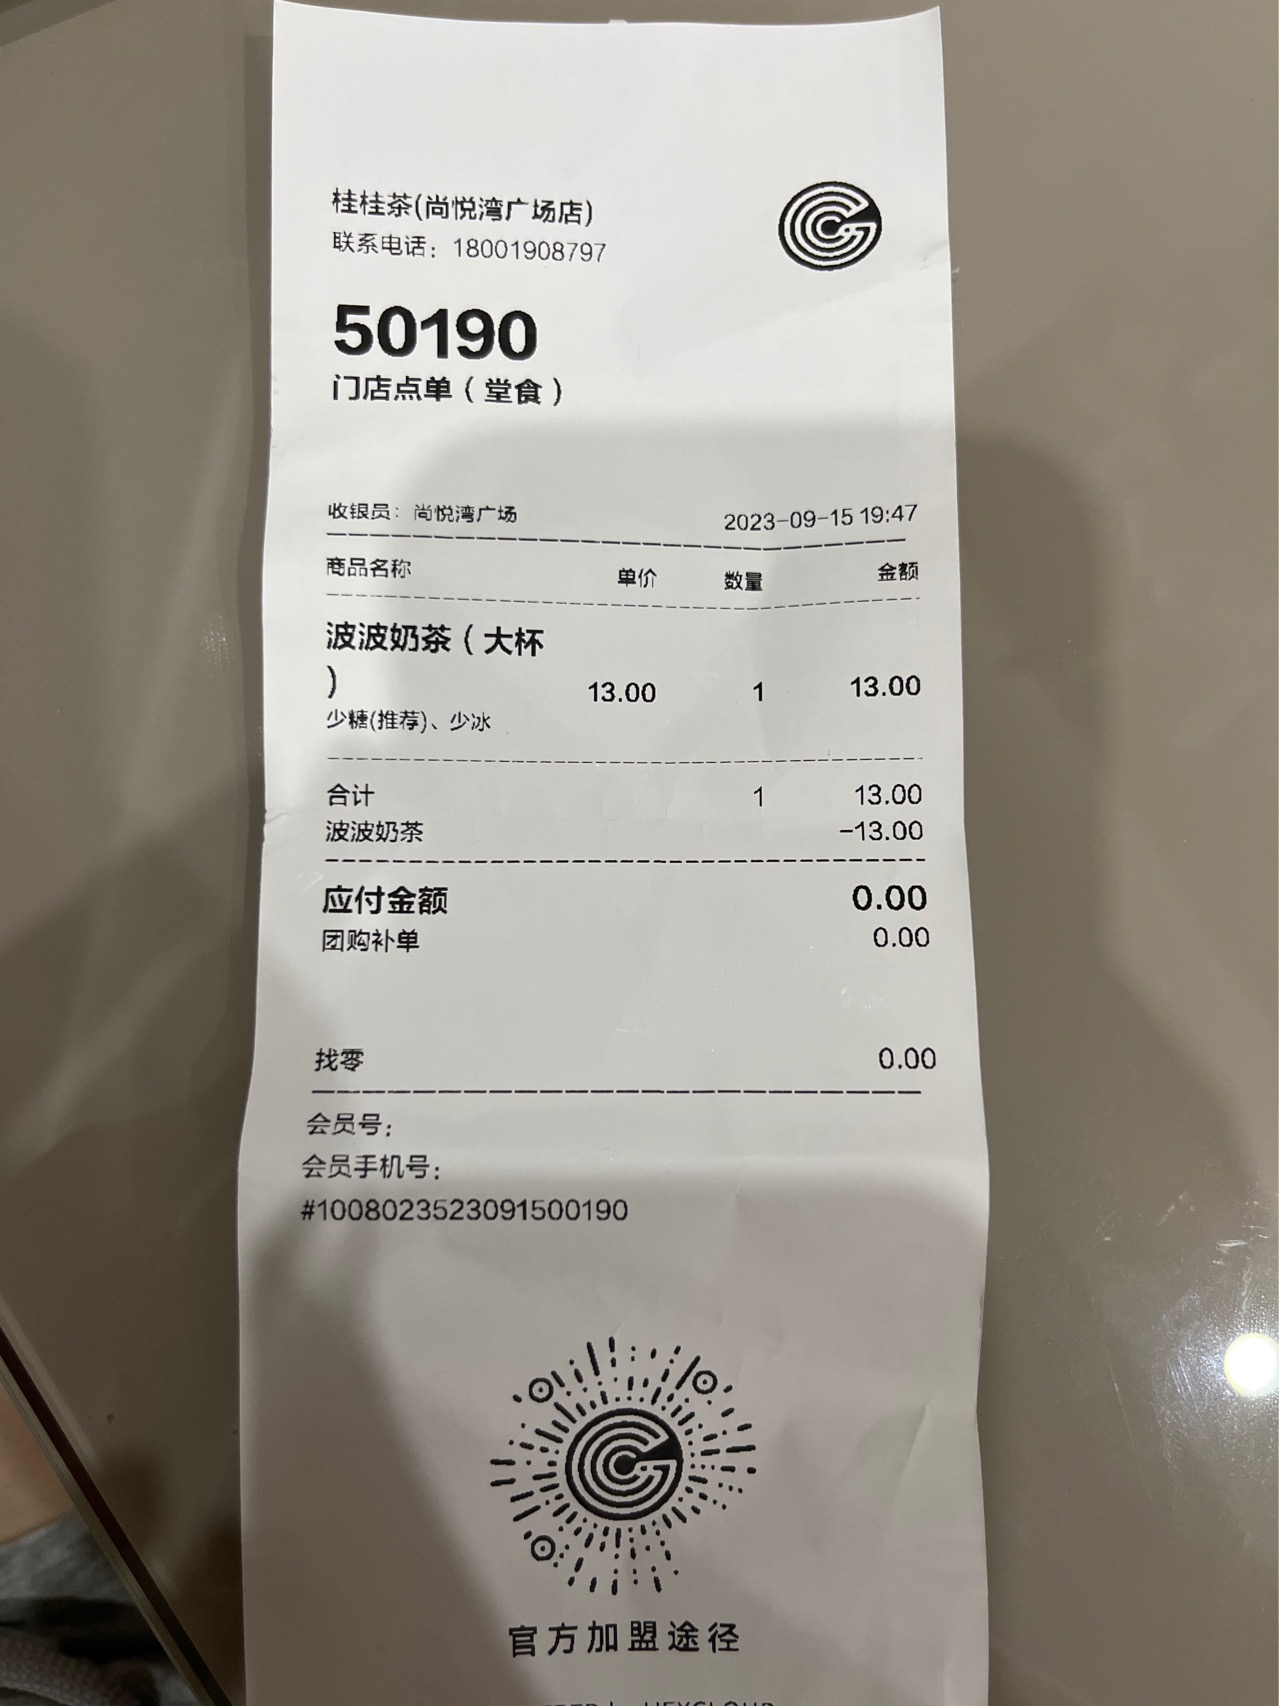 桂桂茶(尚悦湾广场店)
联系电话：18001908797
50190
门店点单（堂食）
收银员：尚悦湾广场 2023-09-15 19:47
商品名称 单价 数量 金额
波波奶茶（大杯
） 13.00 1 13.00
少糖(推荐)、少冰
合计 1 13.00
波波奶茶 -13.00
应付金额 0.00
团购补单 0.00
找零 0.00
会员号：
会员手机号：
#1008023523091500190
官方加盟途径